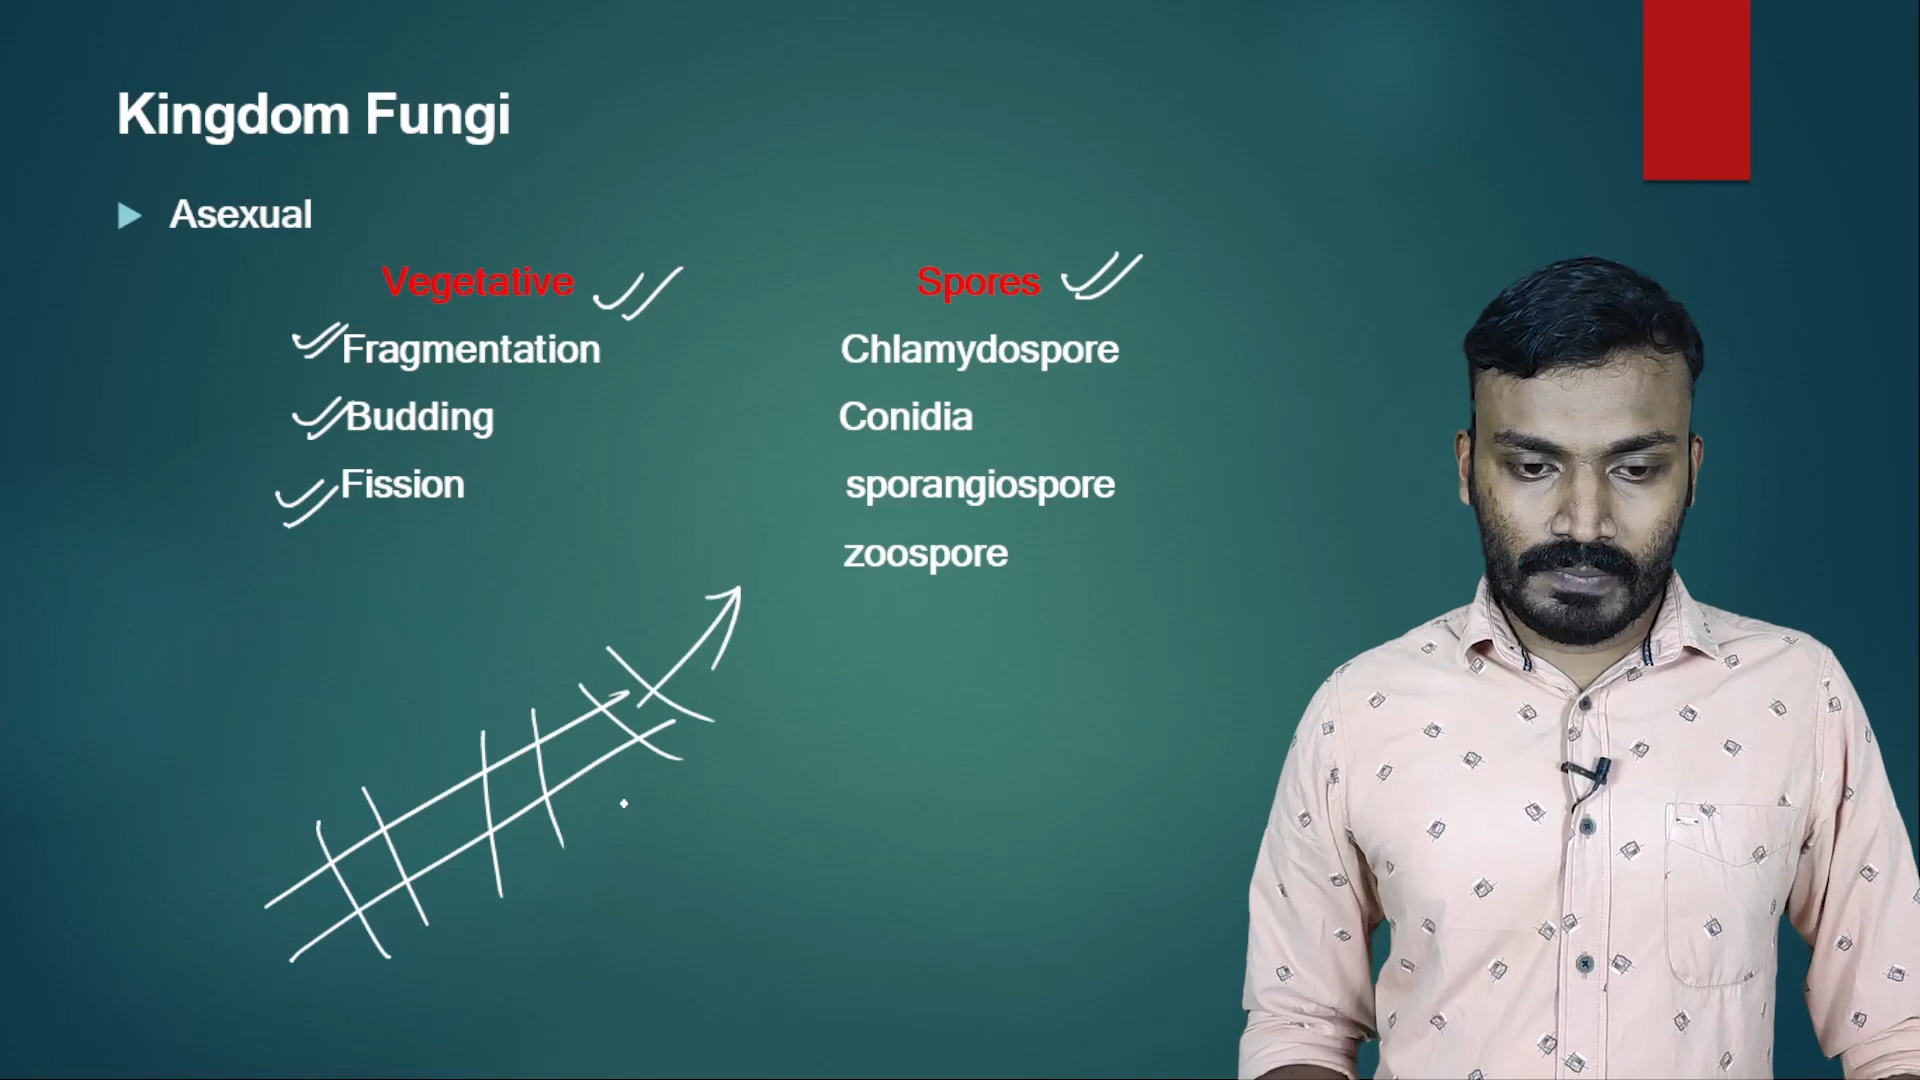 Kingdom Fungi
Asexual
Vegetative Spores
Fragmentation Chlamydospore
Budding Conidia
Fission sporangiospore
zoospore